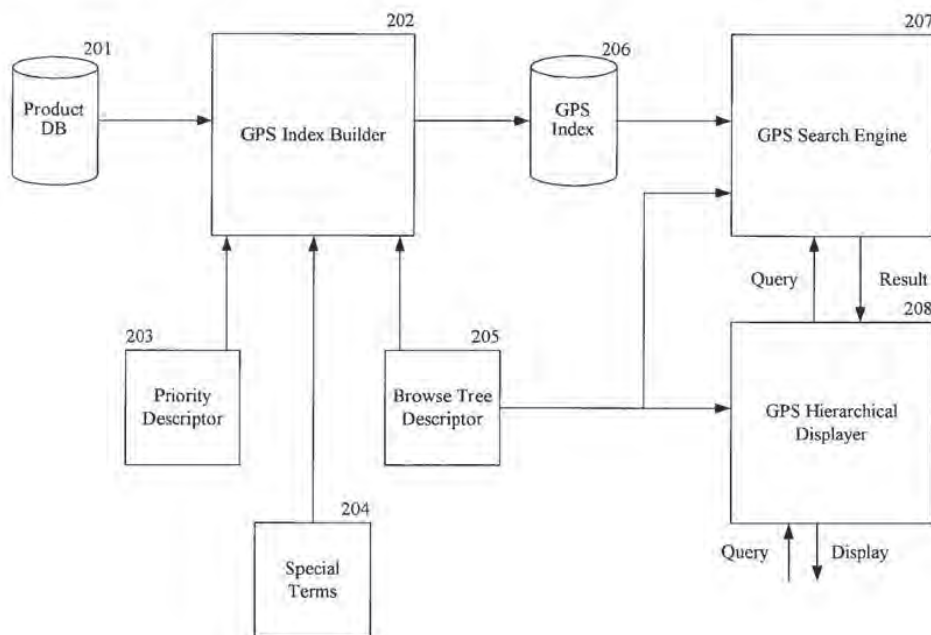 202
207
201
206
Product
DB
GPS Index Builder
GPS
Index
GPS Search Engine
Query
Result
208
203
205
Priority
Descriptor
Browse Tree
Descriptor
GPS Hierarchical
Displayer
204
Special
Terms
Query
Display